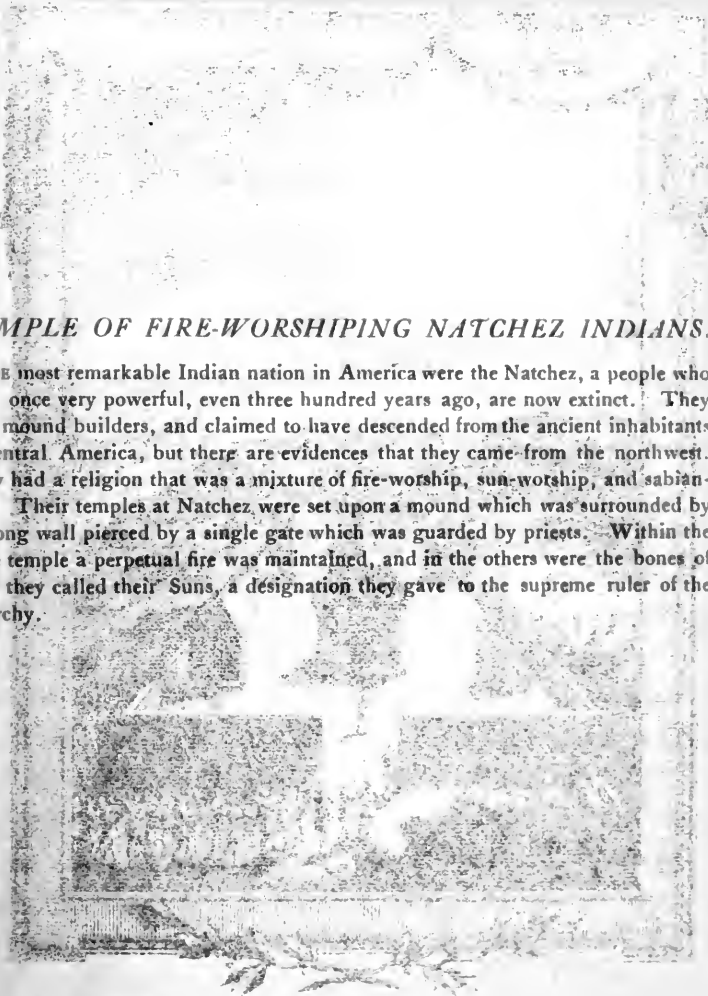 MPLE OF FIRE-WORSHIPING NATCHEZ INDIANS.
E most remarkable Indian nation in America were the Natchez, a people who
once very powerful, even three hundred years ago, are now extinct. They
mound builders, and claimed to have descended from the ancient inhabitants
entral America, but there are evidences that they came from the northwest.
y had a religion that was a mixture of fire-worship, sun-worship, and sabian-
Their temples at Natchez were set upon a mound which was surrounded by
ong wall pierced by a single gate which was guarded by priests. Within the
temple a perpetual fire was maintained, and in the others were the bones of
they called their Suns, a designation they gave to the supreme ruler of the
rchy.